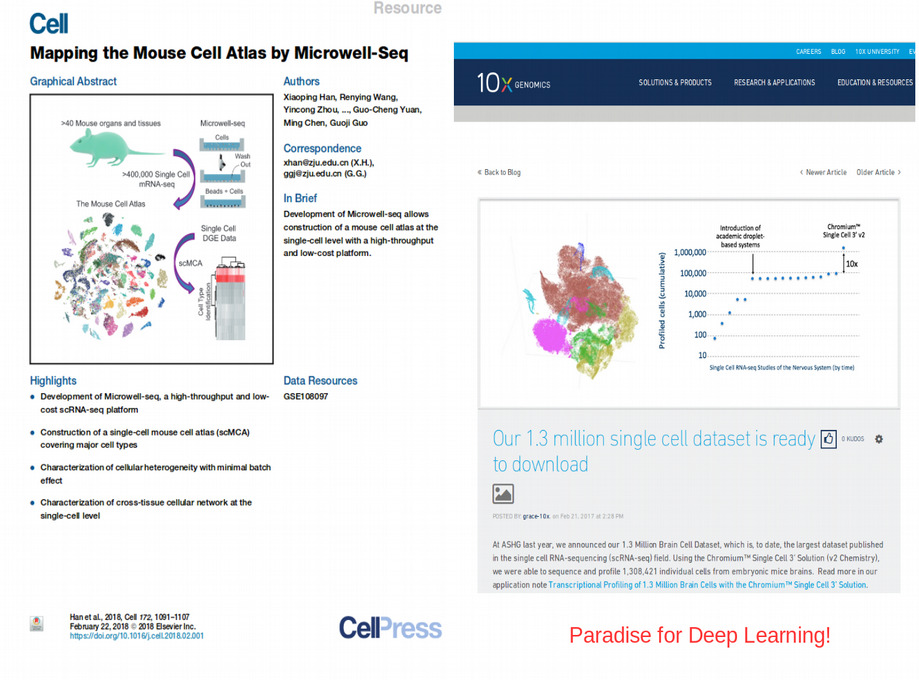 Resource
Cell
Mapping the Mouse Cell Atlas by Microwell-Seq
Graphical Abstract
>40 Mouse organs and tissues
Microwell-seq
Cells
Wash
Out
>400,000 Single Cell
mRNA-seq
Beads + Cells
The Mouse Cell Atlas
Single Cell
DGE Data
scMCA
Cell Type
Identification
Authors
Xiaoping Han, Renying Wang,
Yincong Zhou, ..., Guo-Cheng Yuan,
Ming Chen, Guoji Guo
Correspondence
xhan@zju.edu.cn (X.H.),
ggj@zju.edu.cn (G.G.)
In Brief
Development of Microwell-seq allows
construction of a mouse cell atlas at the
single-cell level with a high-throughput
and low-cost platform.
Highlights
• Development of Microwell-seq, a high-throughput and low-
cost scRNA-seq platform
• Construction of a single-cell mouse cell atlas (scMCA)
covering major cell types
• Characterization of cellular heterogeneity with minimal batch
effect
• Characterization of cross-tissue cellular network at the
single-cell level
Data Resources
GSE108097
Han et al., 2018, Cell 172, 1091–1107
February 22, 2018 © 2018 Elsevier Inc.
https://doi.org/10.1016/j.cell.2018.02.001
CellPress
CAREERS BLOG 10X UNIVERSITY EV
10X GENOMICS
SOLUTIONS & PRODUCTS RESEARCH & APPLICATIONS EDUCATION & RESOURCES
« Back to Blog
‹ Newer Article Older Article ›
Introduction of
academic droplet-
based systems
Chromium™
Single Cell 3' v2
10x
Profiled cells (cumulative)
1,000,000
100,000
10,000
1,000
100
10
Single Cell RNA-seq Studies of the Nervous System (by time)
Our 1.3 million single cell dataset is ready
to download
0 KUDOS
POSTED BY: grace-10x, on Feb 21, 2017 at 2:28 PM
At ASHG last year, we announced our 1.3 Million Brain Cell Dataset, which is, to date, the largest dataset published
in the single cell RNA-sequencing (scRNA-seq) field. Using the Chromium™ Single Cell 3' Solution (v2 Chemistry),
we were able to sequence and profile 1,308,421 individual cells from embryonic mice brains. Read more in our
application note Transcriptional Profiling of 1.3 Million Brain Cells with the Chromium™ Single Cell 3' Solution.
Paradise for Deep Learning!